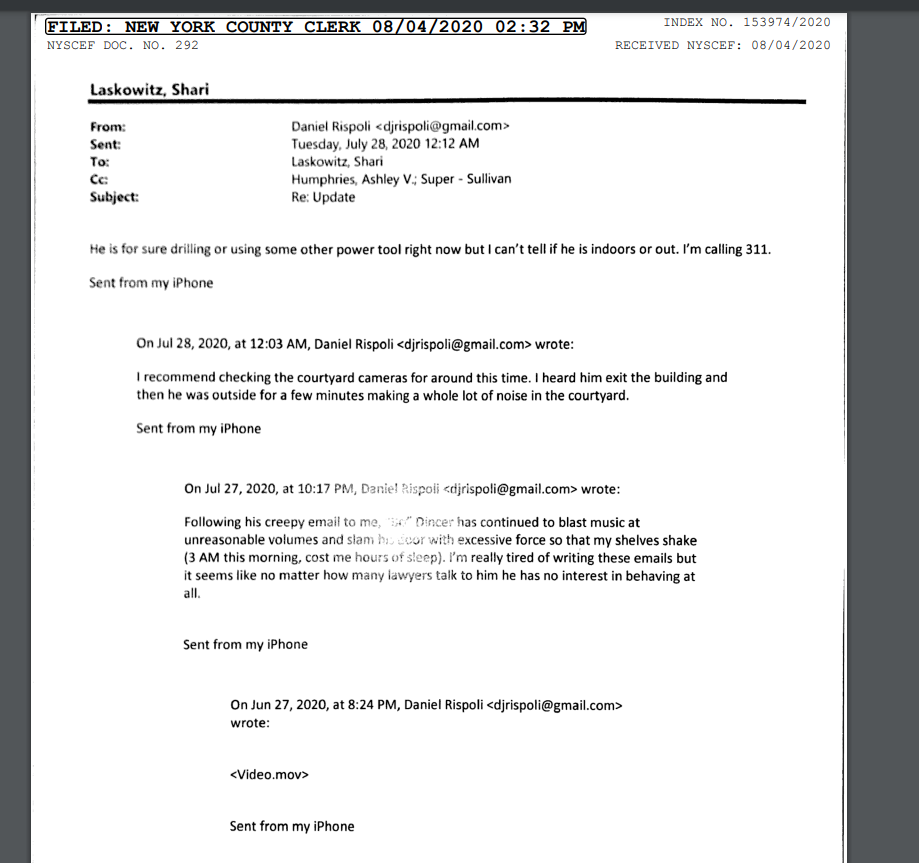 FILED: NEW YORK COUNTY CLERK 08/04/2020 02:32 PM
INDEX NO. 153974/2020
NYSCEF DOC. NO. 292
RECEIVED NYSCEF: 08/04/2020
Laskowitz, Shari
From: Daniel Rispoli <djrispoli@gmail.com>
Sent: Tuesday, July 28, 2020 12:12 AM
To: Laskowitz, Shari
Cc: Humphries, Ashley V.; Super - Sullivan
Subject: Re: Update
He is for sure drilling or using some other power tool right now but I can't tell if he is indoors or out. I'm calling 311.
Sent from my iPhone
On Jul 28, 2020, at 12:03 AM, Daniel Rispoli <djrispoli@gmail.com> wrote:
I recommend checking the courtyard cameras for around this time. I heard him exit the building and
then he was outside for a few minutes making a whole lot of noise in the courtyard.
Sent from my iPhone
On Jul 27, 2020, at 10:17 PM, Daniel Rispoli <djrispoli@gmail.com> wrote:
Following his creepy email to me, Dincer has continued to blast music at
unreasonable volumes and slam his door with excessive force so that my shelves shake
(3 AM this morning, cost me hours of sleep). I'm really tired of writing these emails but
it seems like no matter how many lawyers talk to him he has no interest in behaving at
all.
Sent from my iPhone
On Jun 27, 2020, at 8:24 PM, Daniel Rispoli <djrispoli@gmail.com>
wrote:
<Video.mov>
Sent from my iPhone